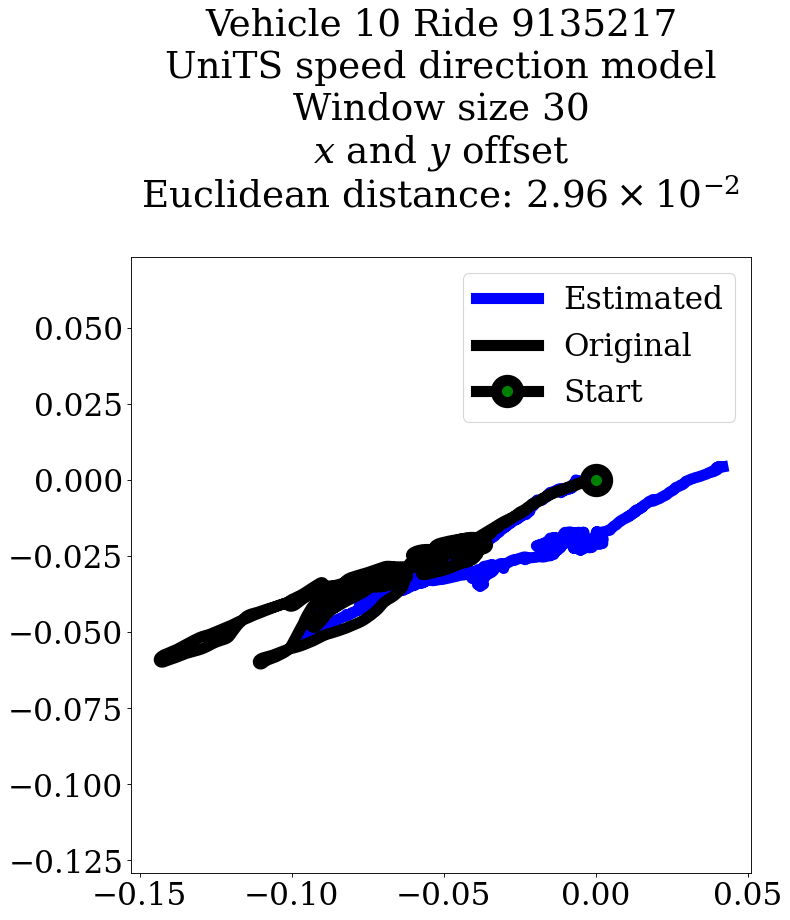 Vehicle 10 Ride 9135217
UniTS speed direction model
Window size 30
x and y offset
Euclidean distance: 2.96 × 10⁻²
Estimated
Original
Start
0.050
0.025
0.000
−0.025
−0.050
−0.075
−0.100
−0.125
−0.15
−0.10
−0.05
0.00
0.05